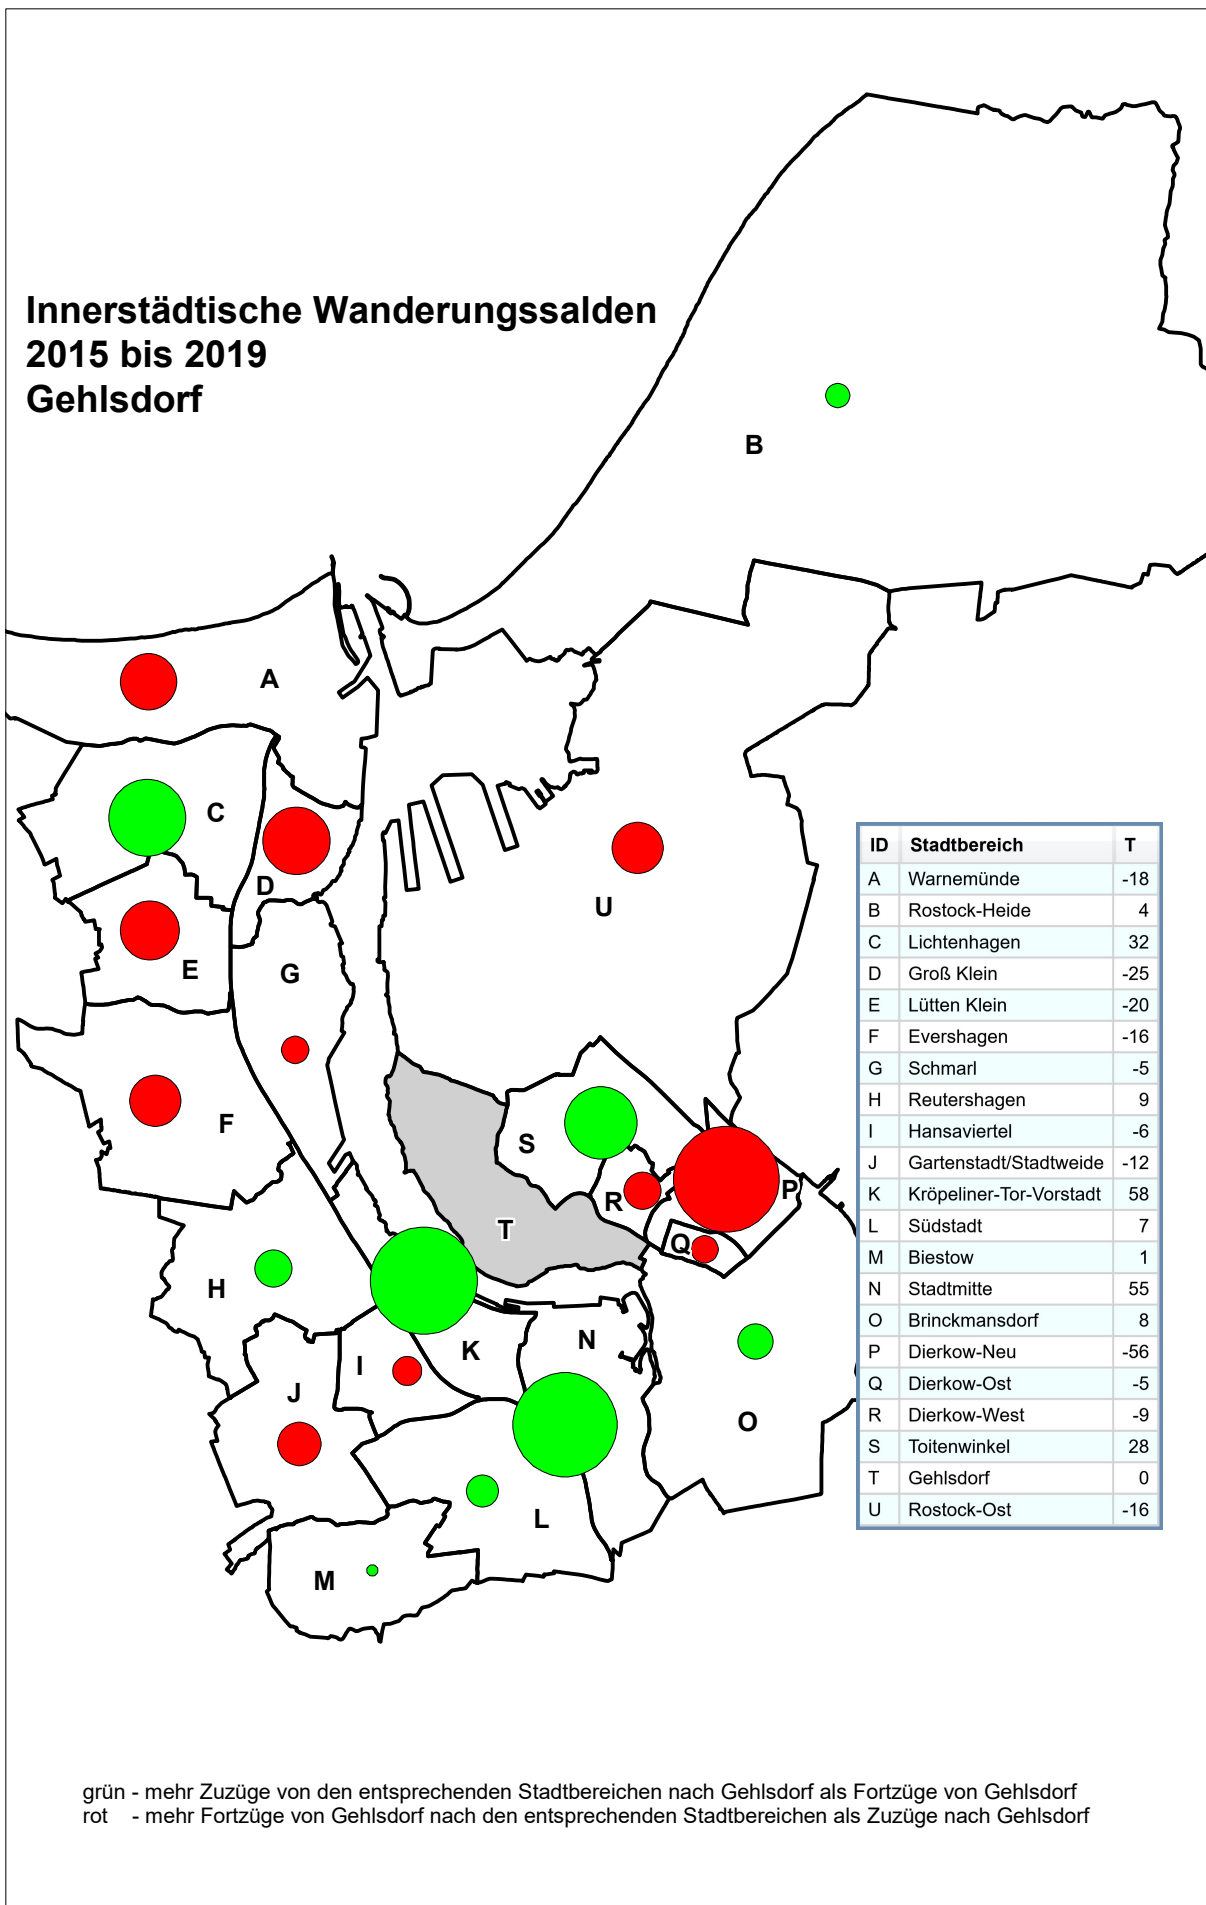 Innerstädtische Wanderungssalden
2015 bis 2019
Gehlsdorf
B
A
C
D
U
E
G
F
S
R
P
T
Q
H
K
N
I
J
O
L
M
ID Stadtbereich T
A Warnemünde -18
B Rostock-Heide 4
C Lichtenhagen 32
D Groß Klein -25
E Lütten Klein -20
F Evershagen -16
G Schmarl -5
H Reutershagen 9
I Hansaviertel -6
J Gartenstadt/Stadtweide -12
K Kröpeliner-Tor-Vorstadt 58
L Südstadt 7
M Biestow 1
N Stadtmitte 55
O Brinckmansdorf 8
P Dierkow-Neu -56
Q Dierkow-Ost -5
R Dierkow-West -9
S Toitenwinkel 28
T Gehlsdorf 0
U Rostock-Ost -16
grün - mehr Zuzüge von den entsprechenden Stadtbereichen nach Gehlsdorf als Fortzüge von Gehlsdorf
rot - mehr Fortzüge von Gehlsdorf nach den entsprechenden Stadtbereichen als Zuzüge nach Gehlsdorf